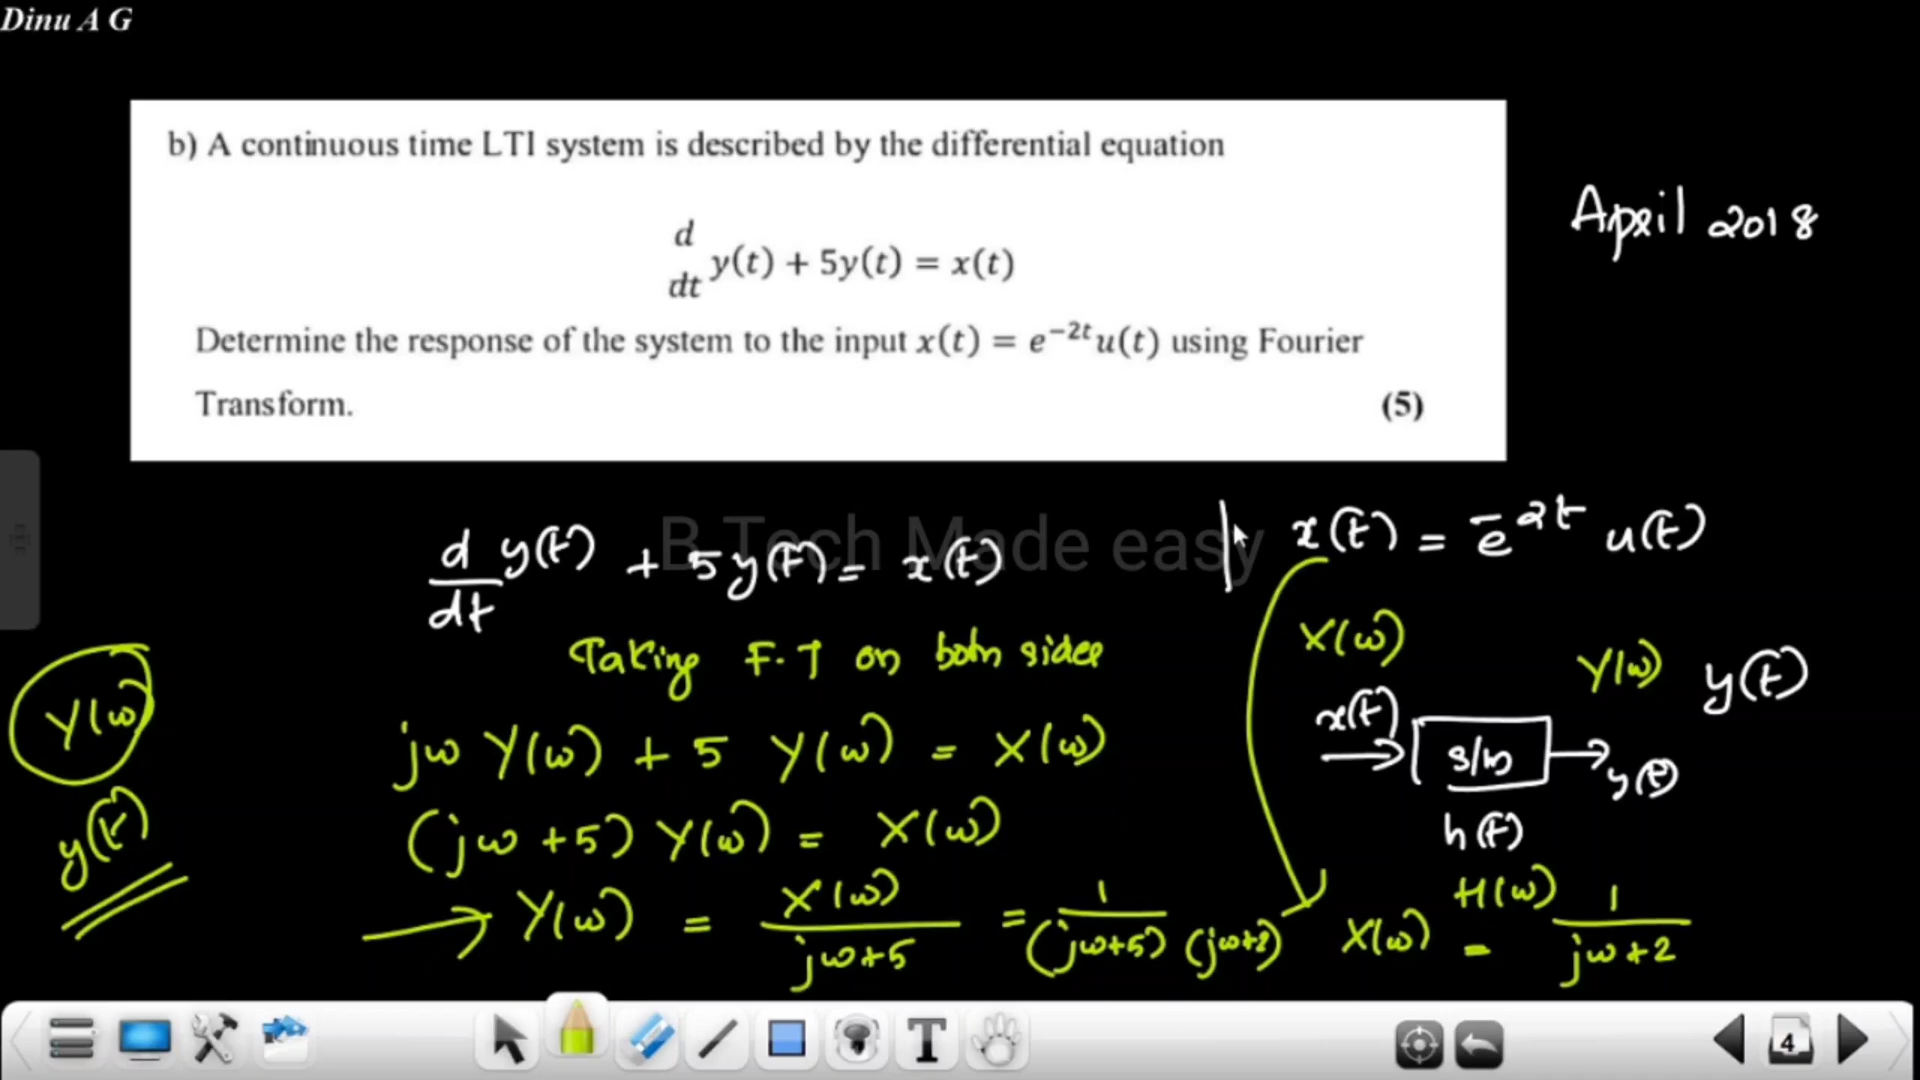 Dinu A G
b) A continuous time LTI system is described by the differential equation
d
dt
y(t) + 5y(t) = x(t)
Determine the response of the system to the input x(t) = e⁻²ᵗu(t) using Fourier
Transform.
(5)
April 2018
B Tech Made easy
d/dt y(t) + 5y(t) = x(t)
x(t) = e⁻²ᵗ u(t)
Taking F.T on both sides
X(ω)
Y(ω) y(t)
x(t)
s/m
y(t)
h(t)
H(ω)
Y(ω)
y(t)
jω Y(ω) + 5 Y(ω) = X(ω)
(jω + 5) Y(ω) = X(ω)
→ Y(ω) = X(ω)/jω+5 = 1/(jω+5)(jω+2)
X(ω) = 1/jω+2
T
4